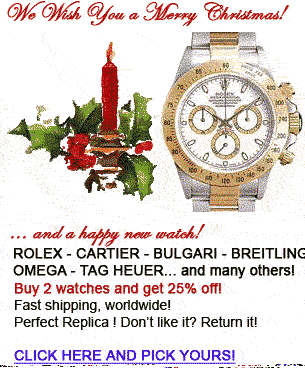 We Wish You a Merry Christmas!
ROLEX
60
... and a happy new watch!
ROLEX - CARTIER - BULGARI - BREITLING
OMEGA - TAG HEUER... and many others!
Buy 2 watches and get 25% off!
Fast shipping, worldwide!
Perfect Replica ! Don't like it? Return it!
CLICK HERE AND PICK YOURS!